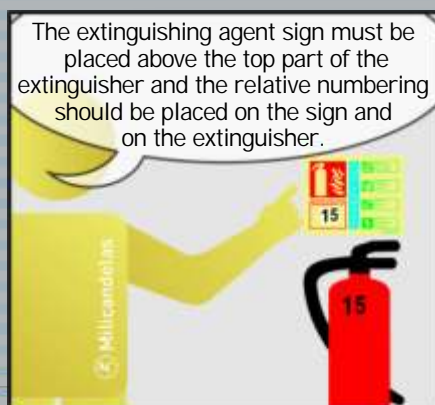 The extinguishing agent sign must be
placed above the top part of the
extinguisher and the relative numbering
should be placed on the sign and
on the extinguisher.
15
15
Milicandelas